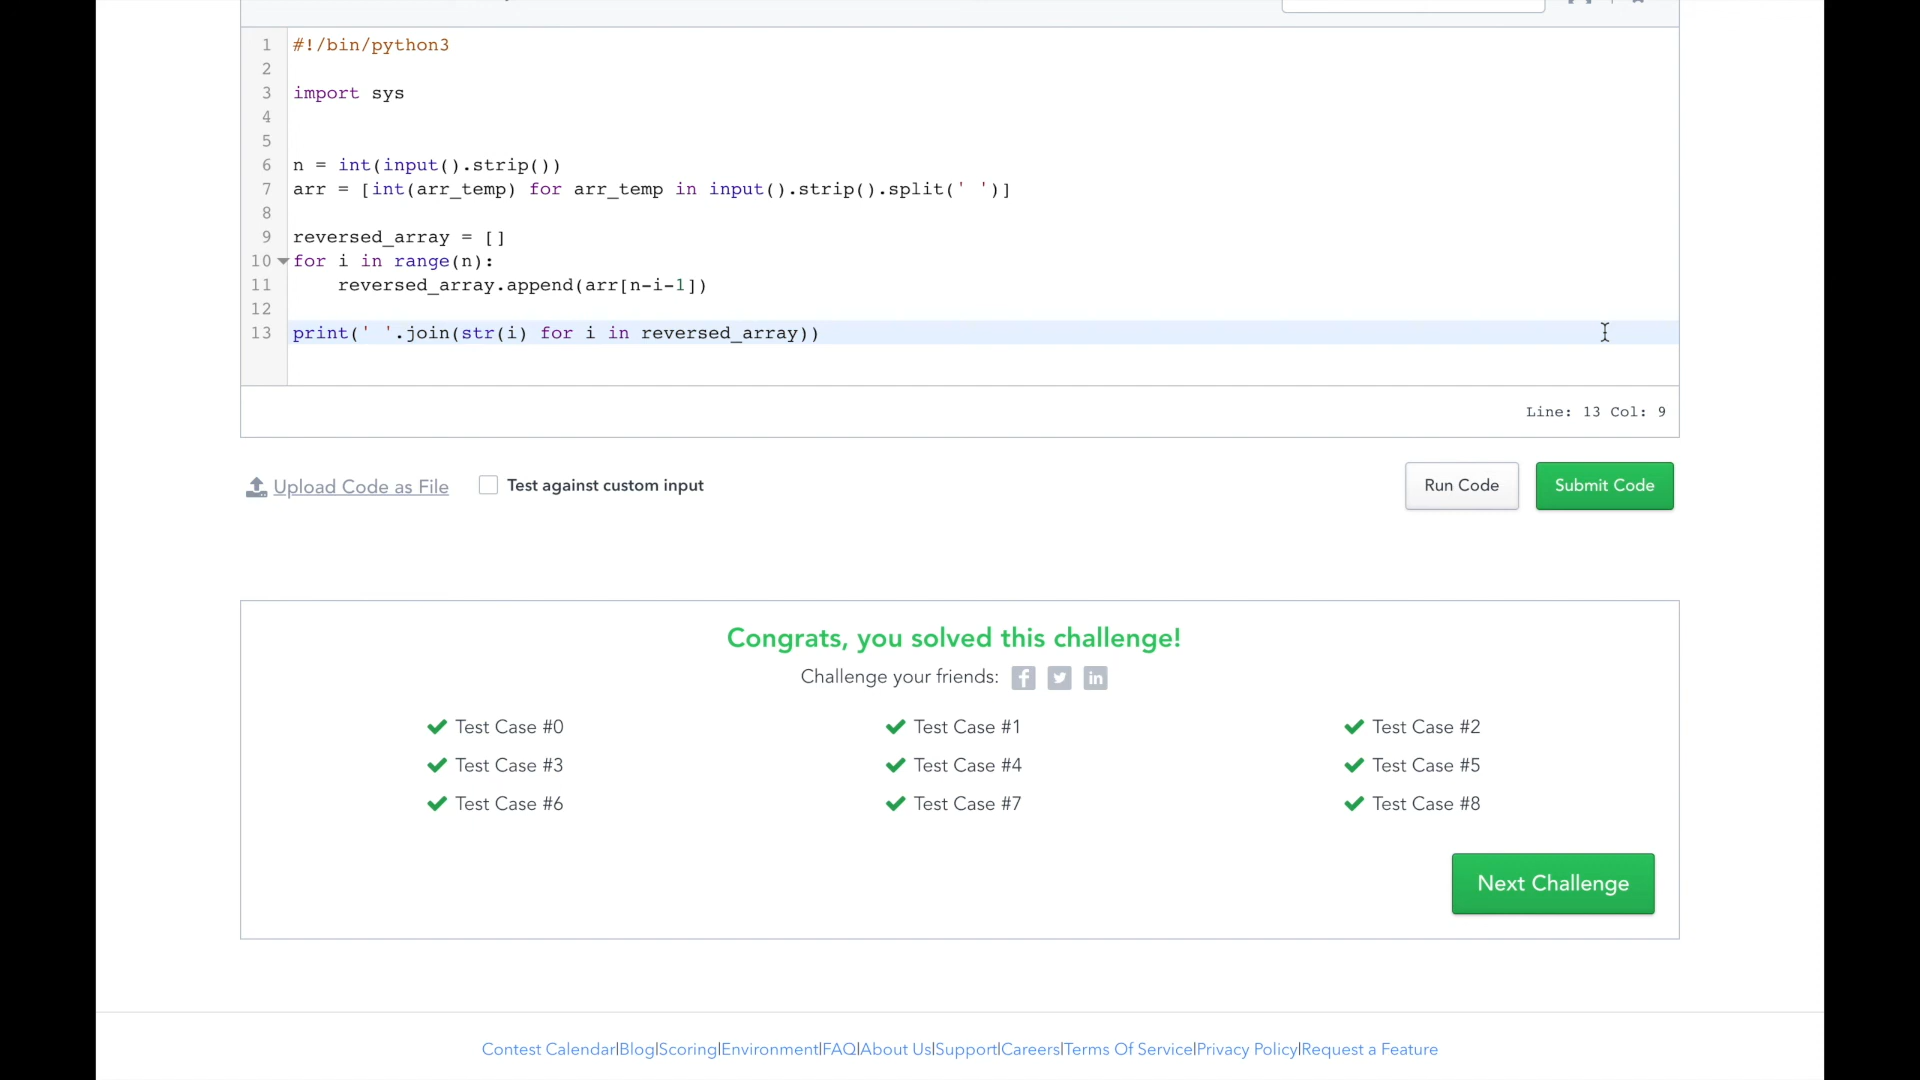 1 #!/bin/python3
2
3 import sys
4
5
6 n = int(input().strip())
7 arr = [int(arr_temp) for arr_temp in input().strip().split(' ')]
8
9 reversed_array = []
10 for i in range(n):
11     reversed_array.append(arr[n-i-1])
12
13 print(' '.join(str(i) for i in reversed_array))
Line: 13 Col: 9
Upload Code as File Test against custom input Run Code Submit Code
Congrats, you solved this challenge!
Challenge your friends:
Test Case #0 Test Case #1 Test Case #2
Test Case #3 Test Case #4 Test Case #5
Test Case #6 Test Case #7 Test Case #8
Next Challenge
Contest Calendar|Blog|Scoring|Environment|FAQ|About Us|Support|Careers|Terms Of Service|Privacy Policy|Request a Feature